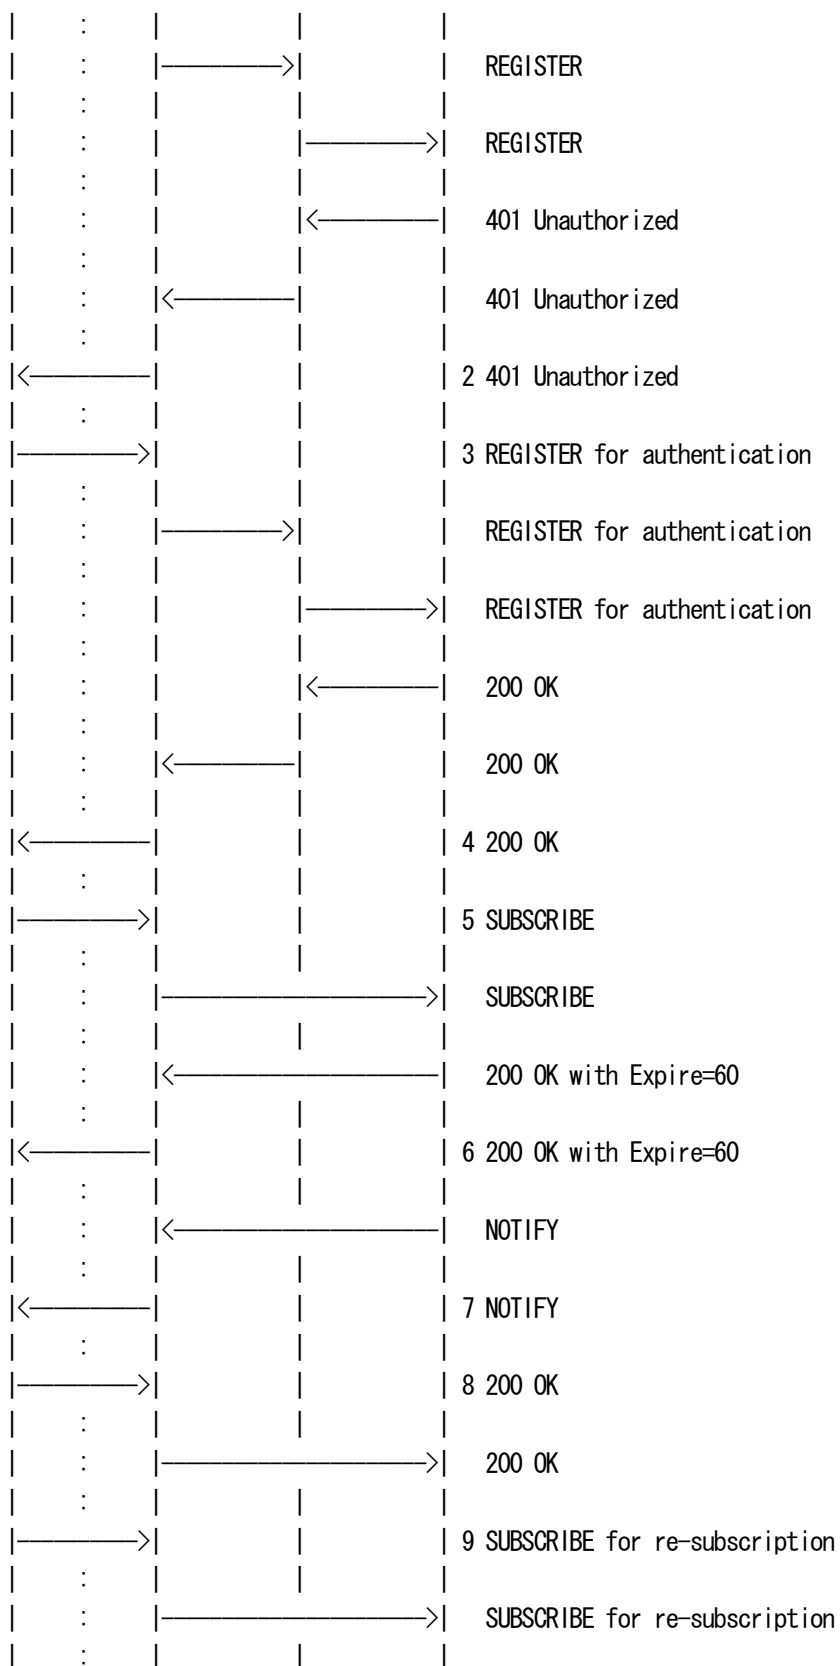 REGISTER
REGISTER
401 Unauthorized
401 Unauthorized
2 401 Unauthorized
3 REGISTER for authentication
REGISTER for authentication
REGISTER for authentication
200 OK
200 OK
4 200 OK
5 SUBSCRIBE
SUBSCRIBE
200 OK with Expire=60
6 200 OK with Expire=60
NOTIFY
7 NOTIFY
8 200 OK
200 OK
9 SUBSCRIBE for re-subscription
SUBSCRIBE for re-subscription